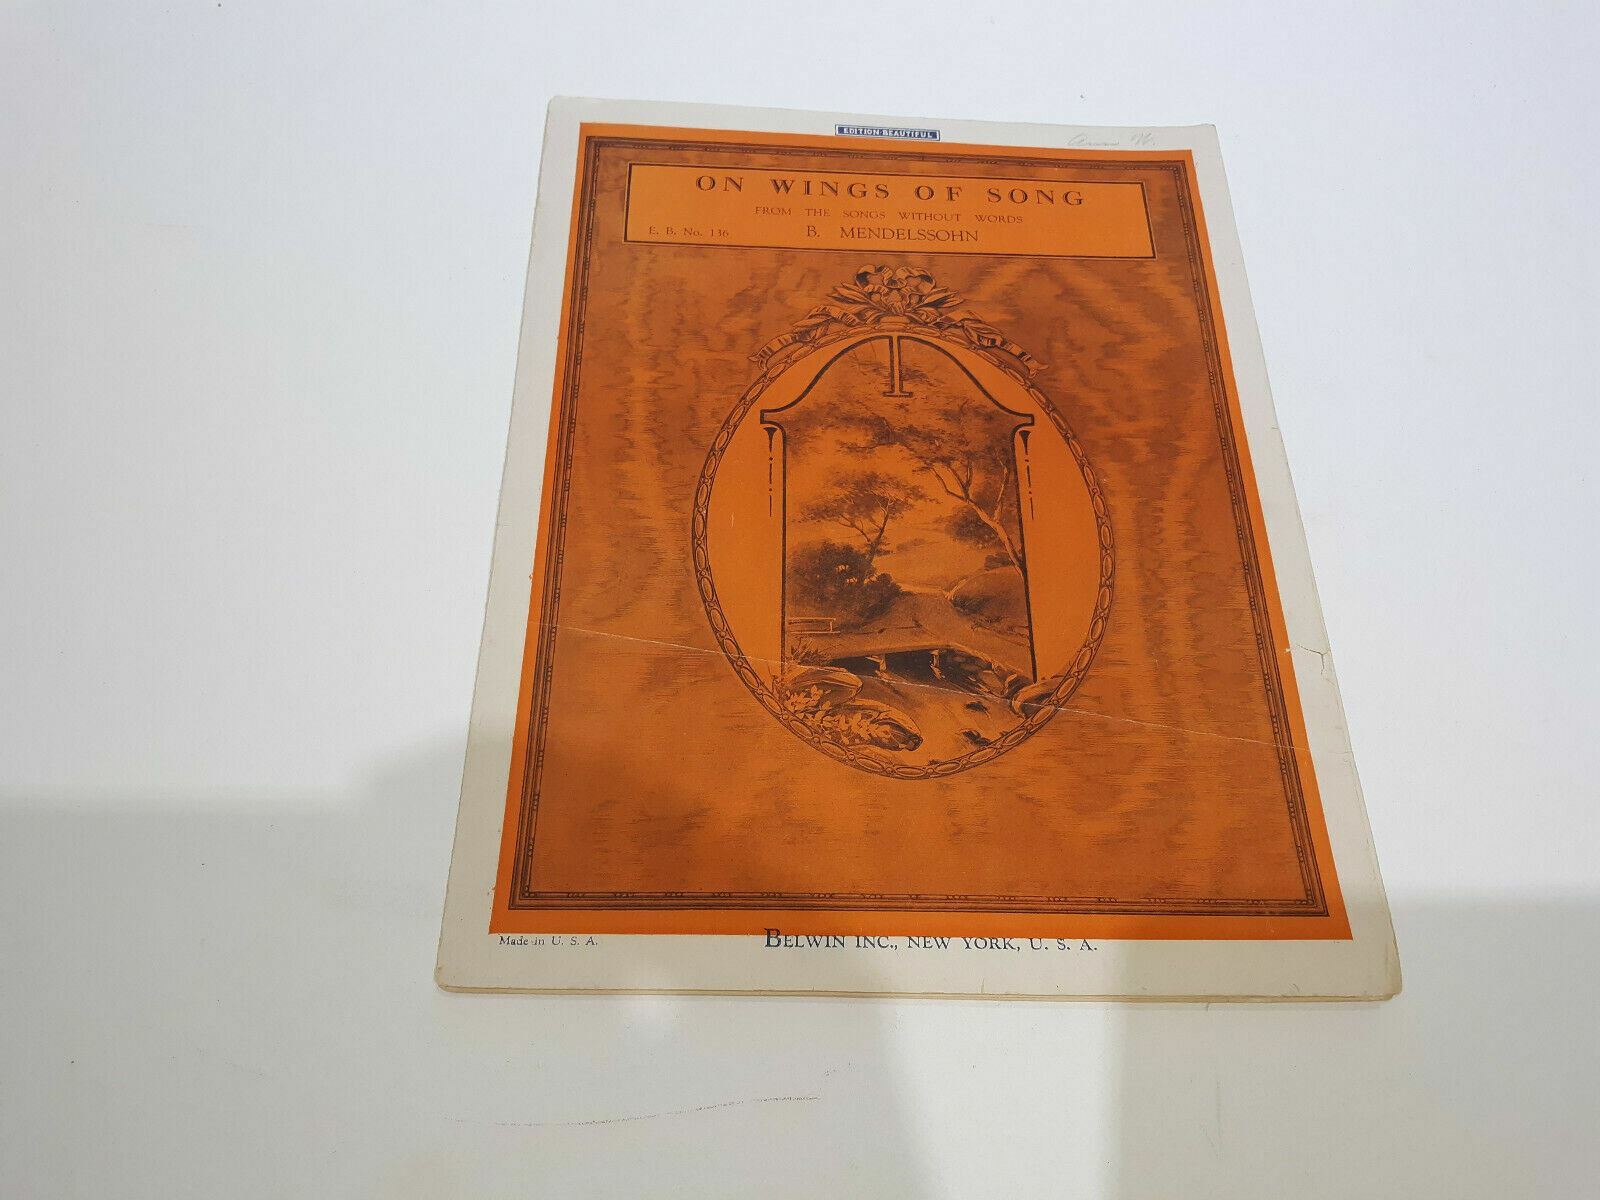 EDITION BEAUTIFUL
ON WINGS OF SONG
FROM THE SONGS WITHOUT WORDS
E. B. No. 136 B. MENDELSSOHN
Made in U. S. A. BELWIN INC., NEW YORK, U. S. A.